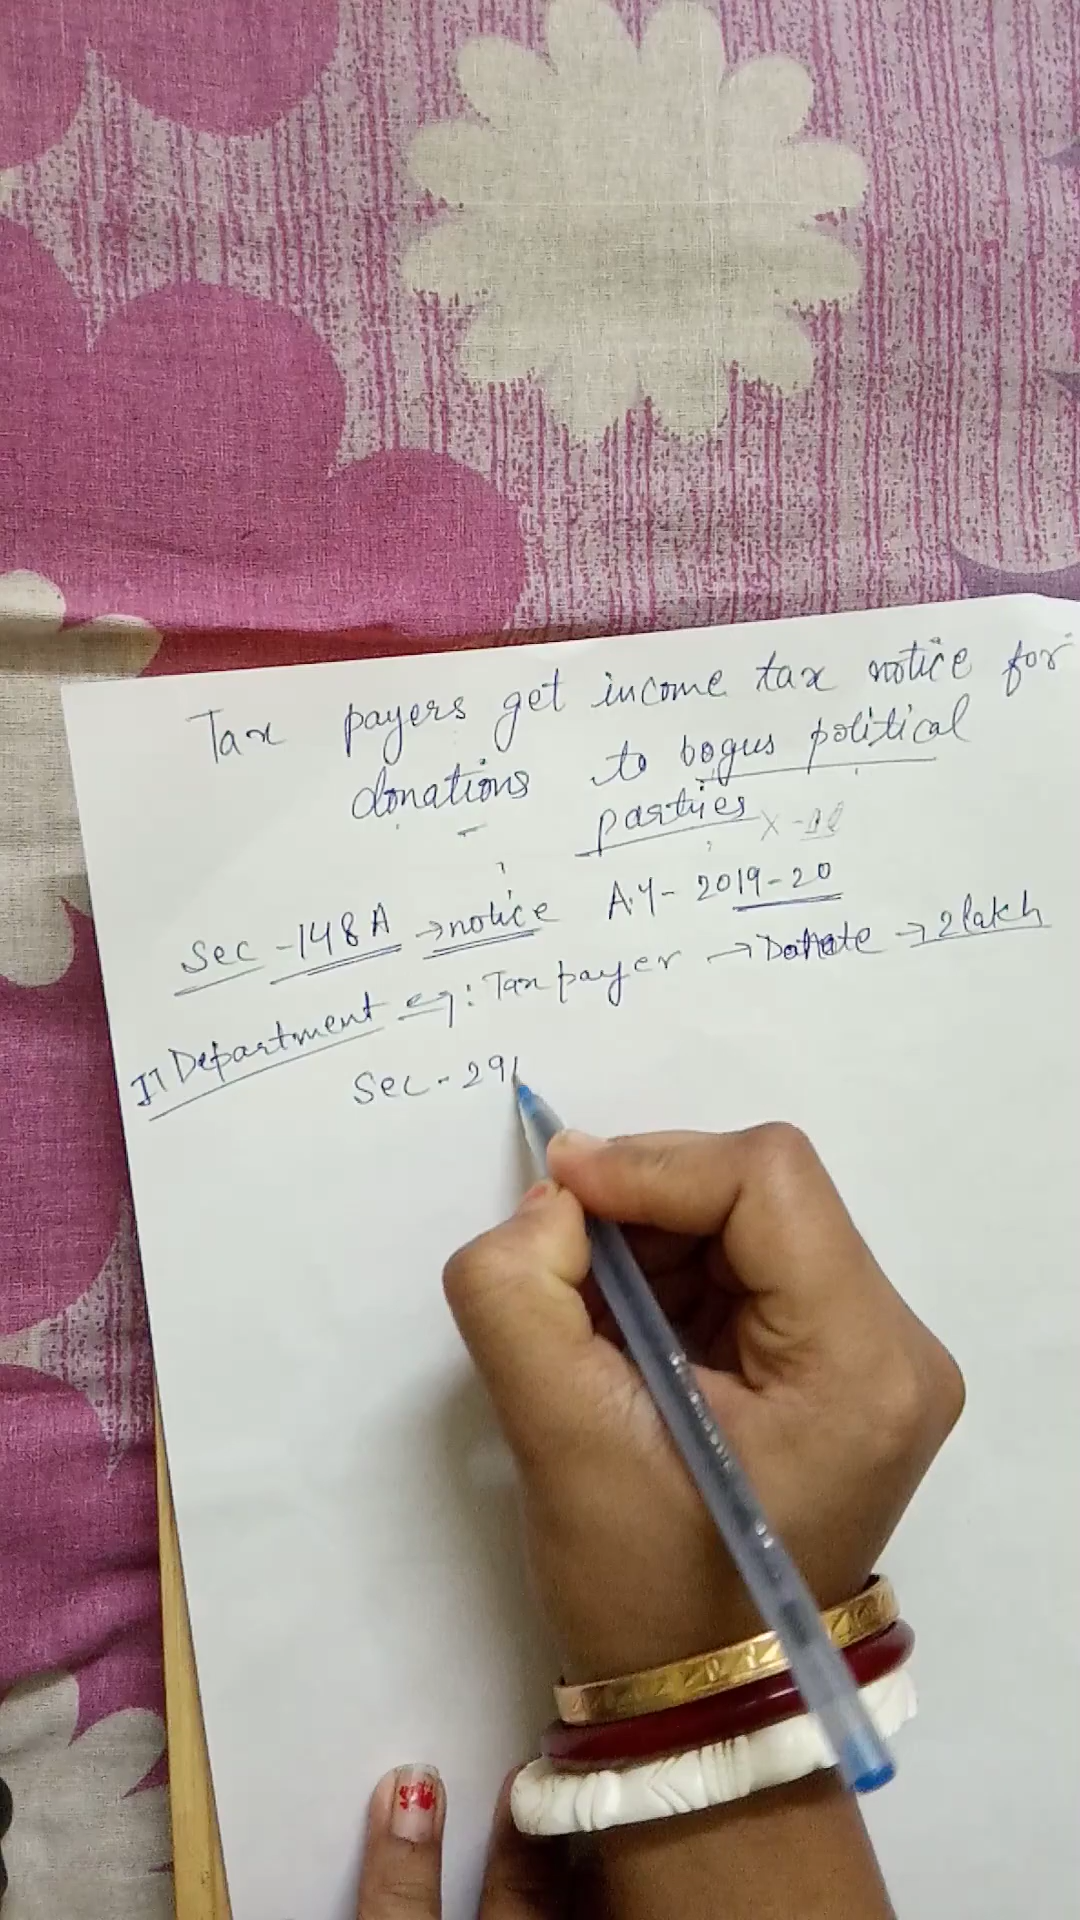 Tax payers get income tax notice for
donations to bogus political
parties
Sec - 148A → notice A.Y - 2019-20
IT Department eg: Tax payer → Donate → 2 lakh
Sec - 29